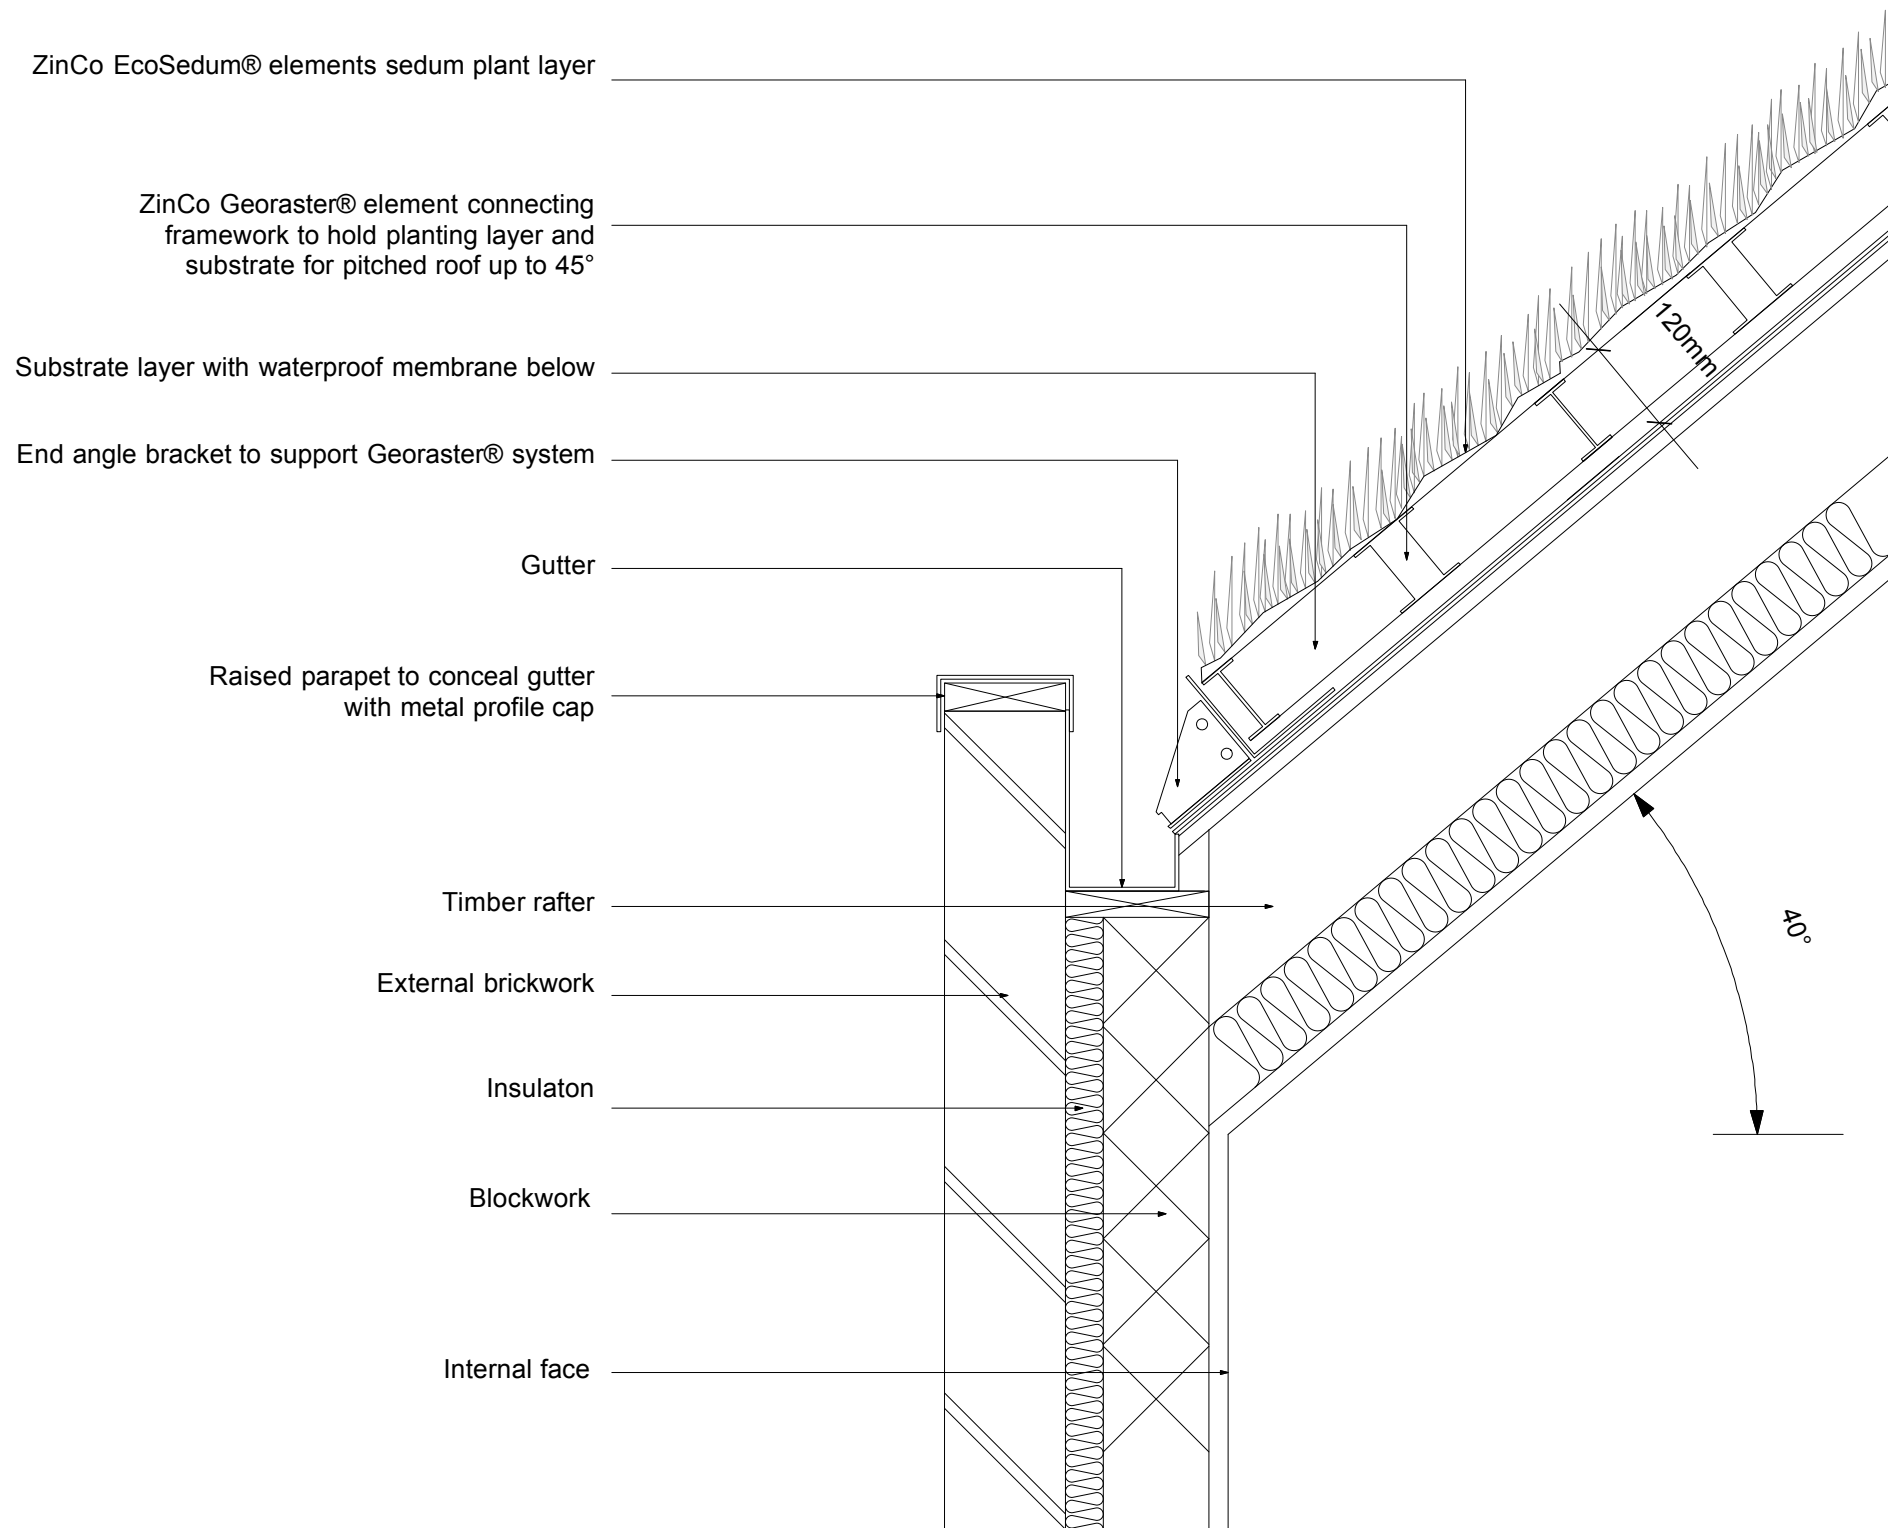 ZinCo EcoSedum® elements sedum plant layer
ZinCo Georaster® element connecting
framework to hold planting layer and
substrate for pitched roof up to 45°
120mm
Substrate layer with waterproof membrane below
End angle bracket to support Georaster® system
Gutter
Raised parapet to conceal gutter
with metal profile cap
Timber rafter
40°
External brickwork
Insulaton
Blockwork
Internal face